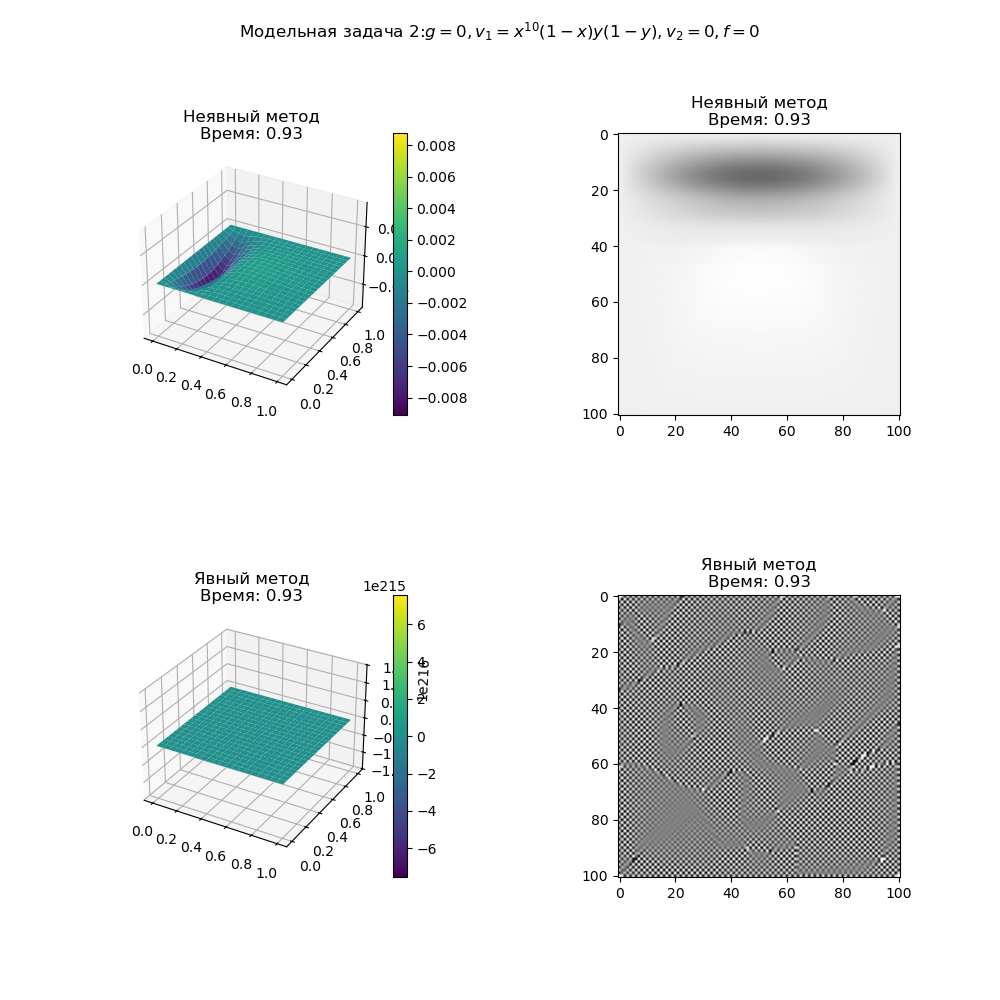 Модельная задача 2:g = 0, v₁ = x¹⁰(1 − x)y(1 − y), v₂ = 0, f = 0
Неявный метод
Время: 0.93
0.008
0.006
0.004
0.002
0.000
−0.002
−0.004
−0.006
−0.008
0.0 0.2 0.4 0.6 0.8 1.0
0.0 0.2 0.4 0.6 0.8 1.0
Неявный метод
Время: 0.93
0
20
40
60
80
100
0 20 40 60 80 100
Явный метод
Время: 0.93
1e215
6
4
2
0
−2
−4
−6
0.0 0.2 0.4 0.6 0.8 1.0
0.0 0.2 0.4 0.6 0.8 1.0
Явный метод
Время: 0.93
0
20
40
60
80
100
0 20 40 60 80 100